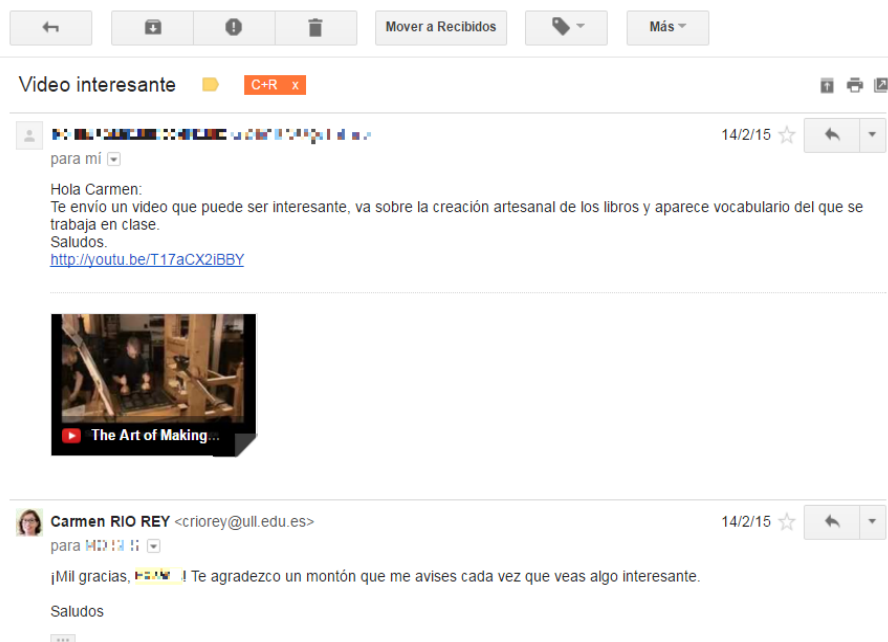 Mover a Recibidos
Más
Video interesante
C+R x
14/2/15
para mí
Hola Carmen:
Te envío un video que puede ser interesante, va sobre la creación artesanal de los libros y aparece vocabulario del que se
trabaja en clase.
Saludos.
http://youtu.be/T17aCX2iBBY
The Art of Making...
Carmen RIO REY <criorey@ull.edu.es>
14/2/15
para
¡Mil gracias, ! Te agradezco un montón que me avises cada vez que veas algo interesante.
Saludos